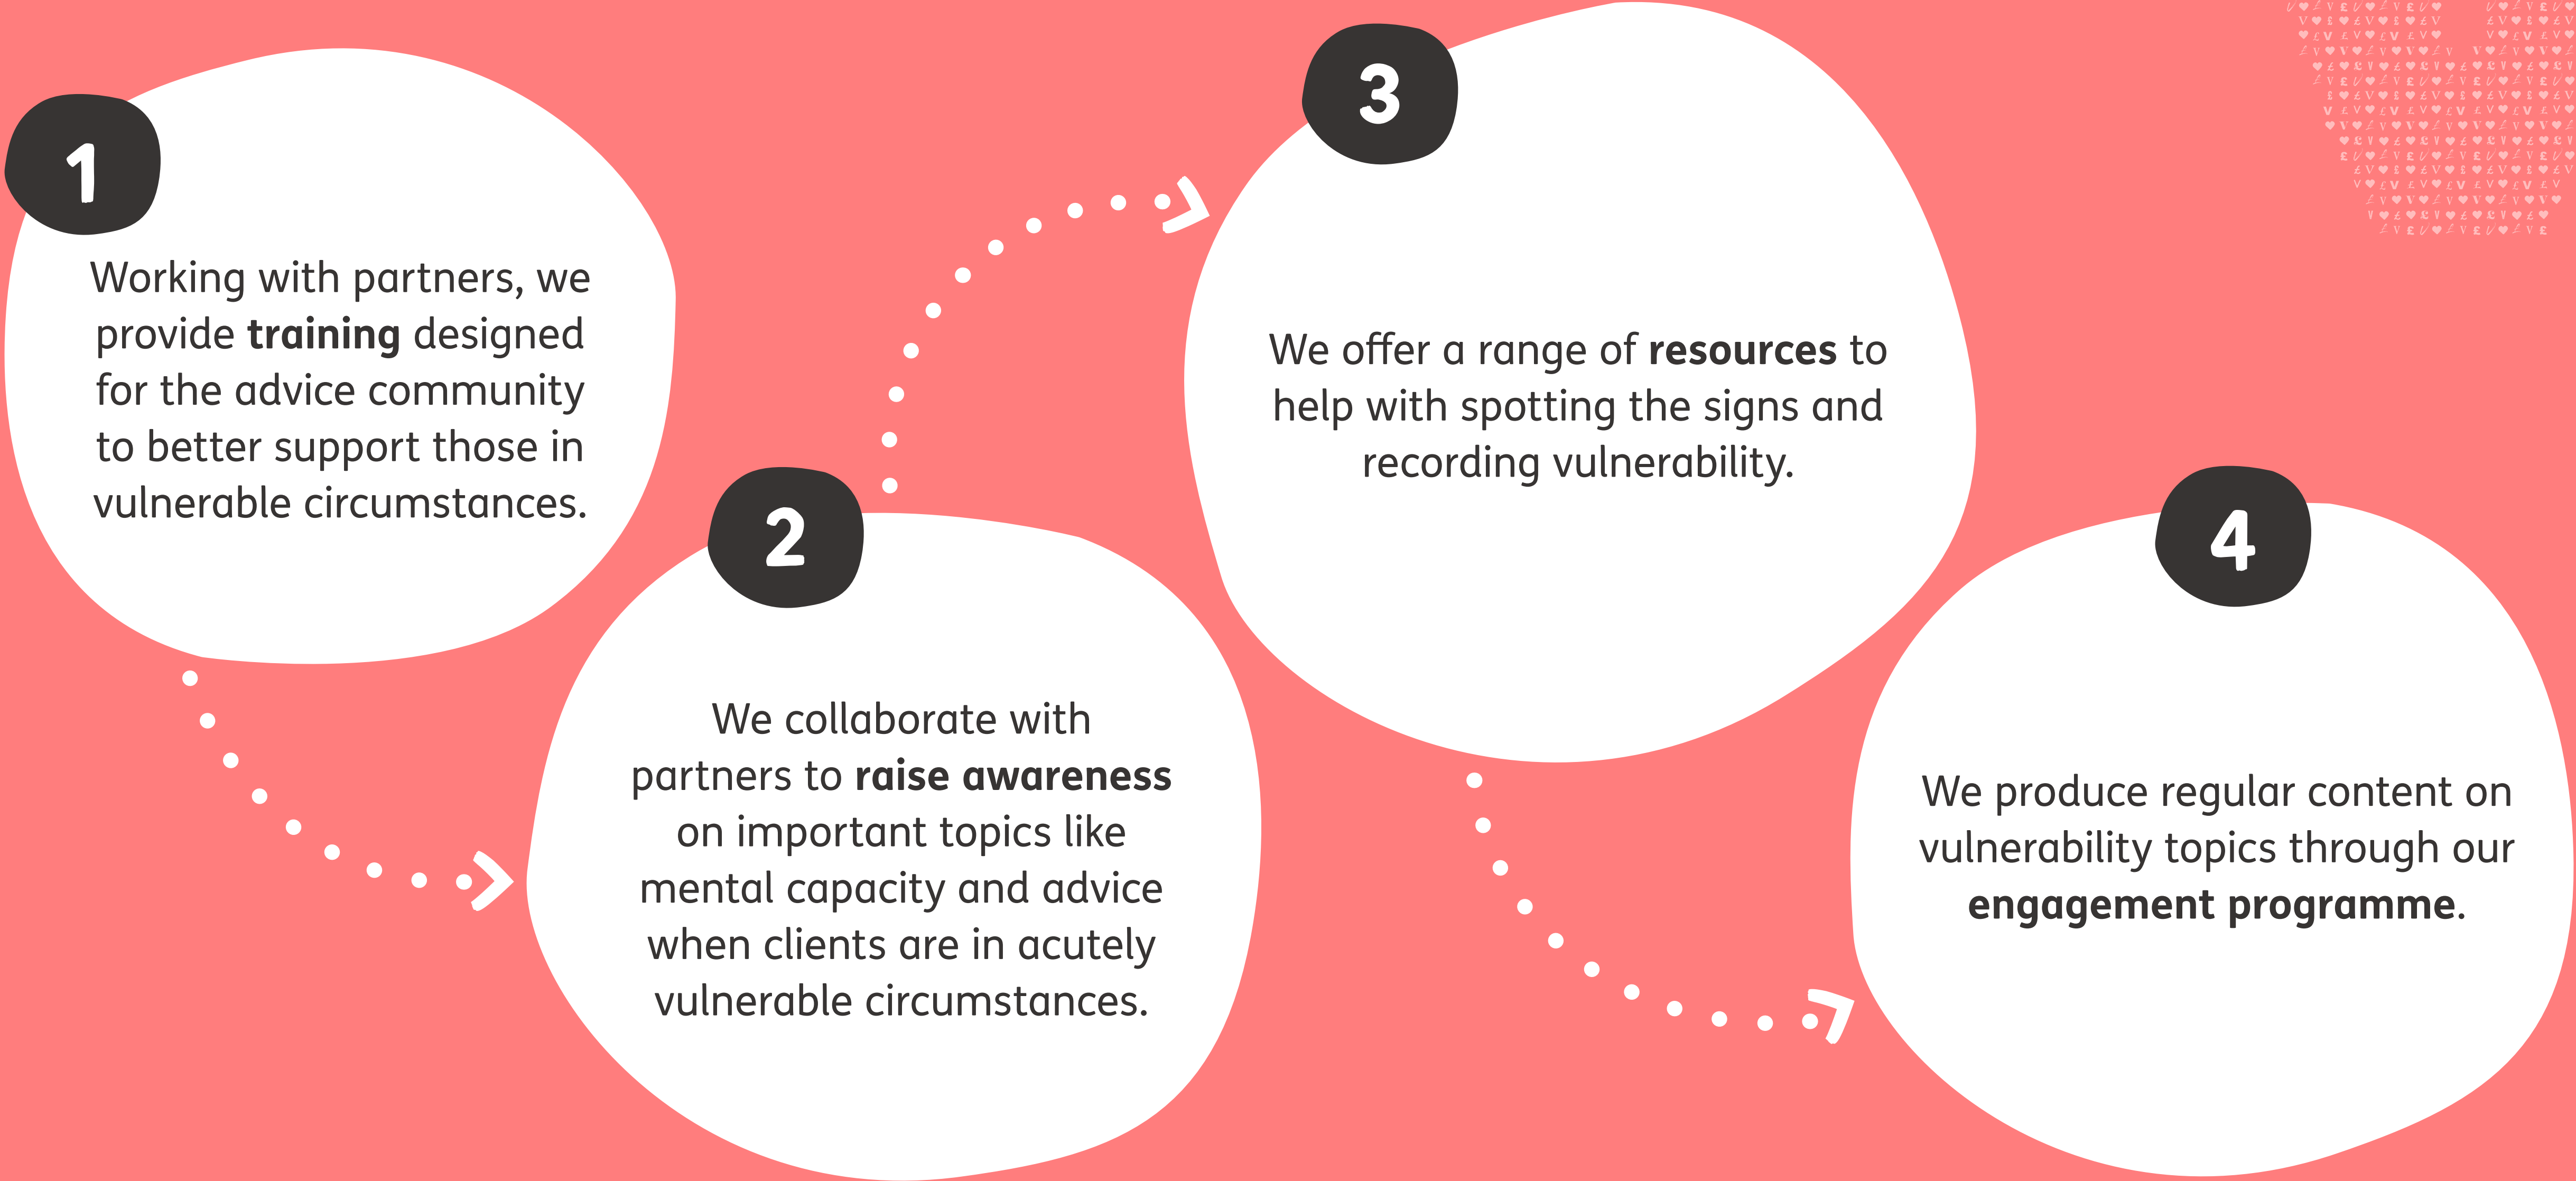 1
Working with partners, we
provide training designed
for the advice community
to better support those in
vulnerable circumstances.
2
We collaborate with
partners to raise awareness
on important topics like
mental capacity and advice
when clients are in acutely
vulnerable circumstances.
3
We offer a range of resources to
help with spotting the signs and
recording vulnerability.
4
We produce regular content on
vulnerability topics through our
engagement programme.